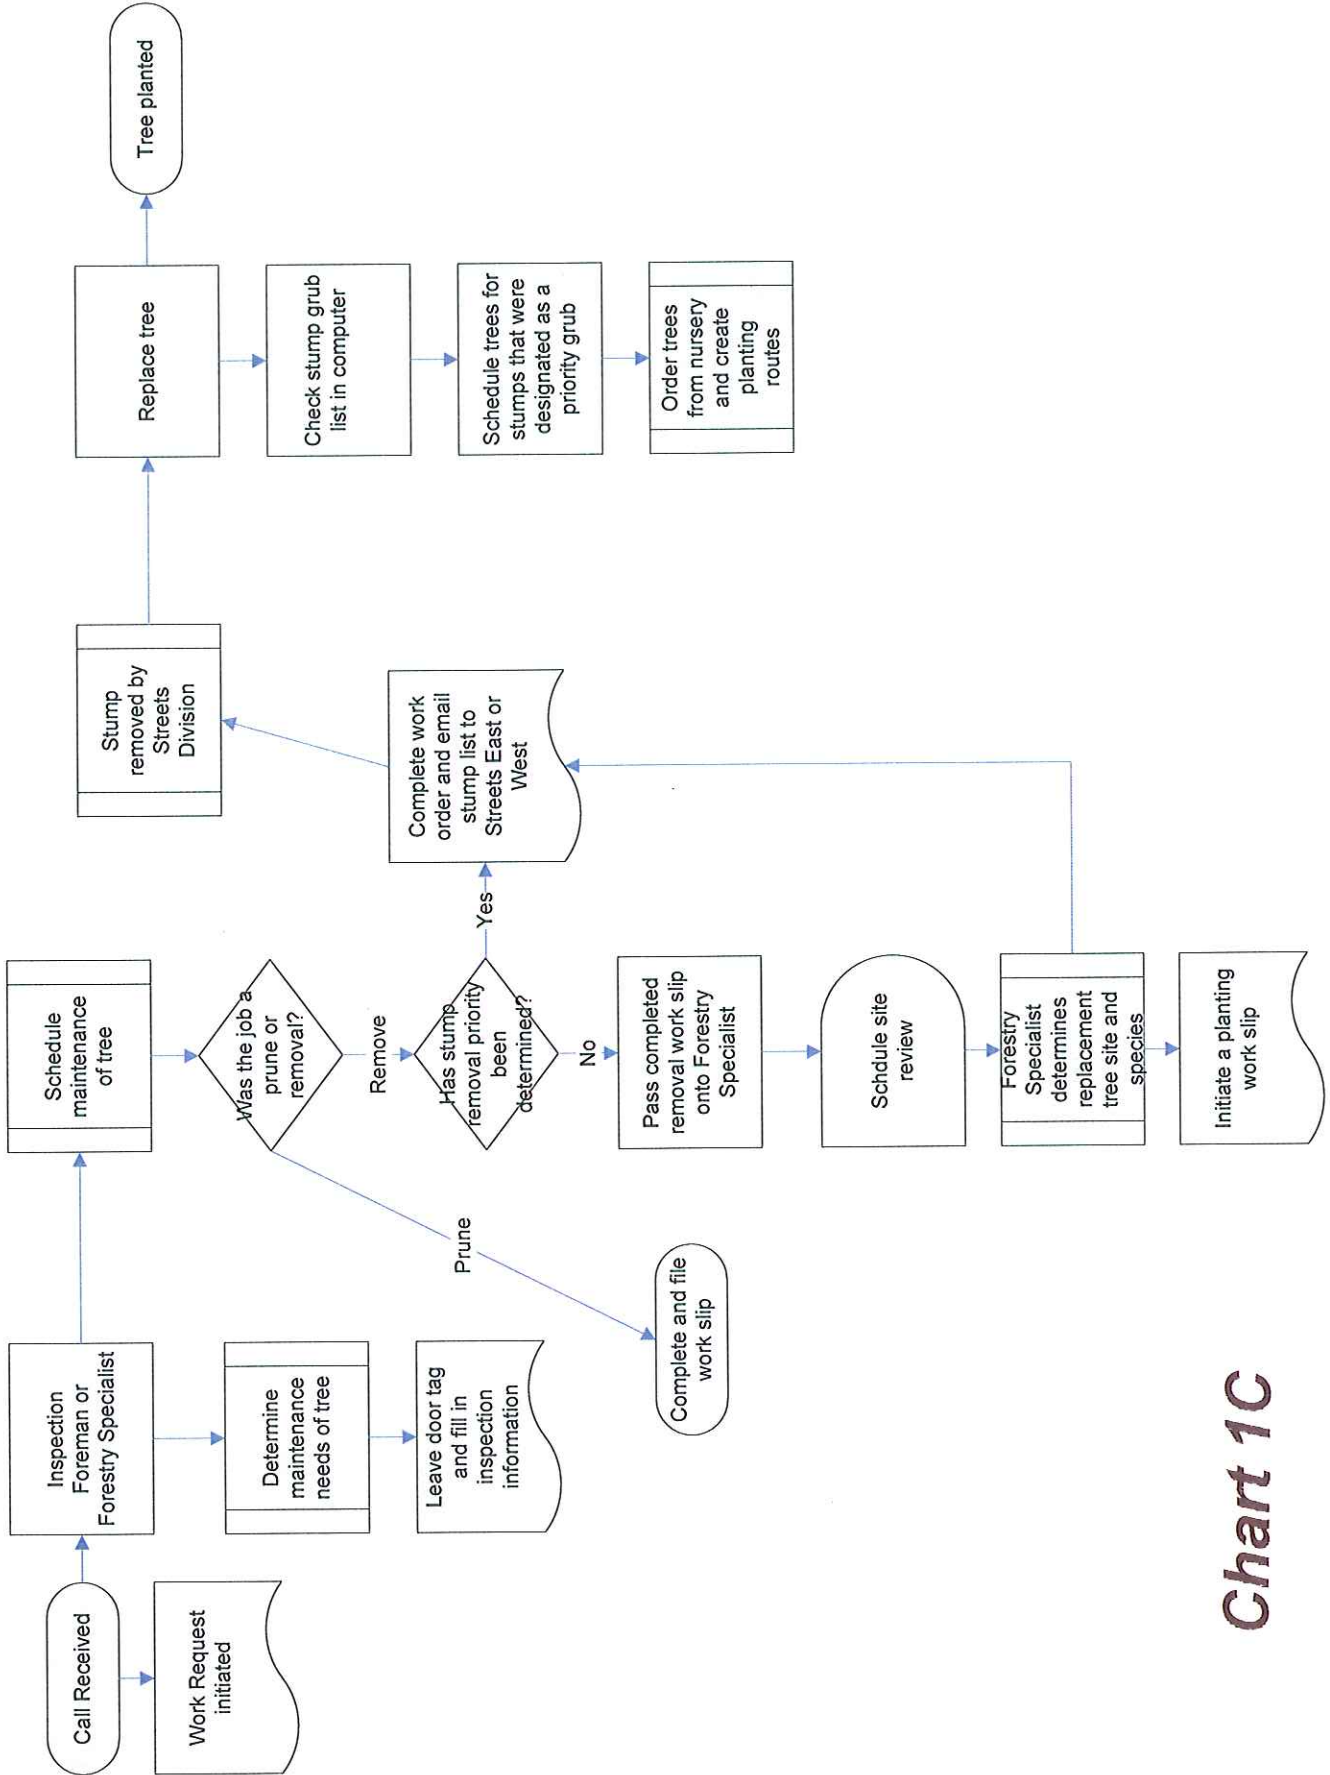 Call Received
Work Request
initiated
Inspection
Foreman or
Forestry Specialist
Determine
maintenance
needs of tree
Leave door tag
and fill in
inspection
information
Schedule
maintenance
of tree
Was the job a
prune or
removal?
Prune
Complete and file
work slip
Remove
Has stump
removal priority
been
determined?
Yes
No
Pass completed
removal work slip
onto Forestry
Specialist
Schdule site
review
Forestry
Specialist
determines
replacement
tree site and
species
Initiate a planting
work slip
Complete work
order and email
stump list to
Streets East or
West
Stump
removed by
Streets
Division
Replace tree
Check stump grub
list in computer
Schedule trees for
stumps that were
designated as a
priority grub
Order trees
from nursery
and create
planting
routes
Tree planted
Chart 1C